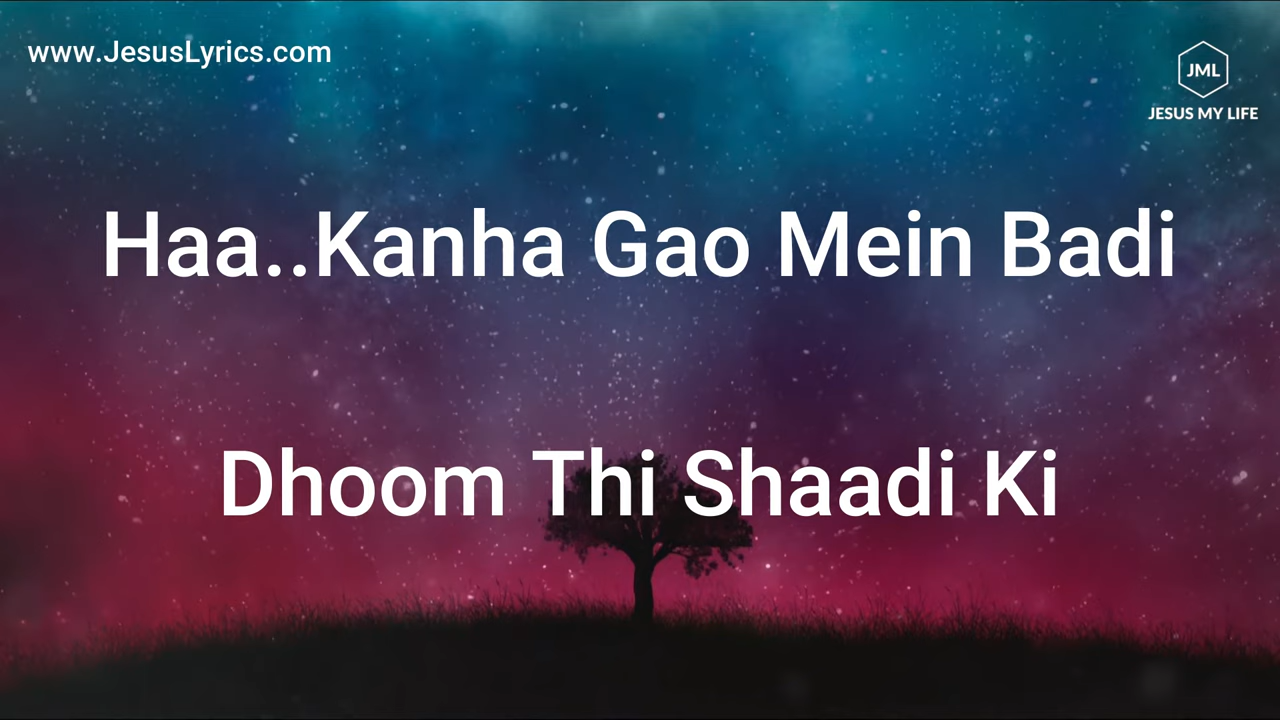 www.JesusLyrics.com
JML
JESUS MY LIFE
Haa..Kanha Gao Mein Badi
Dhoom Thi Shaadi Ki